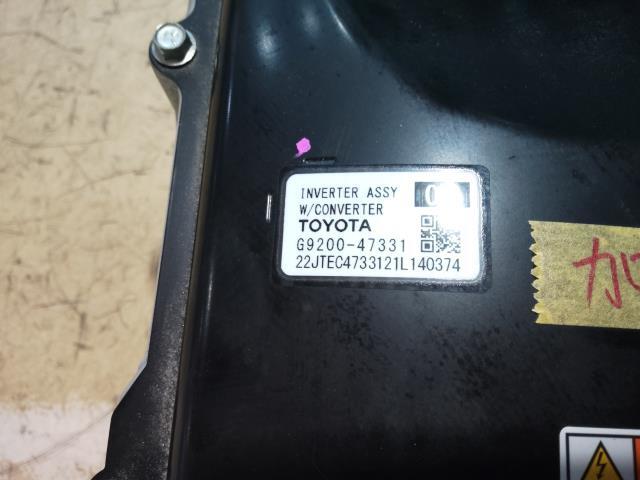 INVERTER ASSY
W/CONVERTER
TOYOTA
G9200-47331
22JTEC4733121L140374